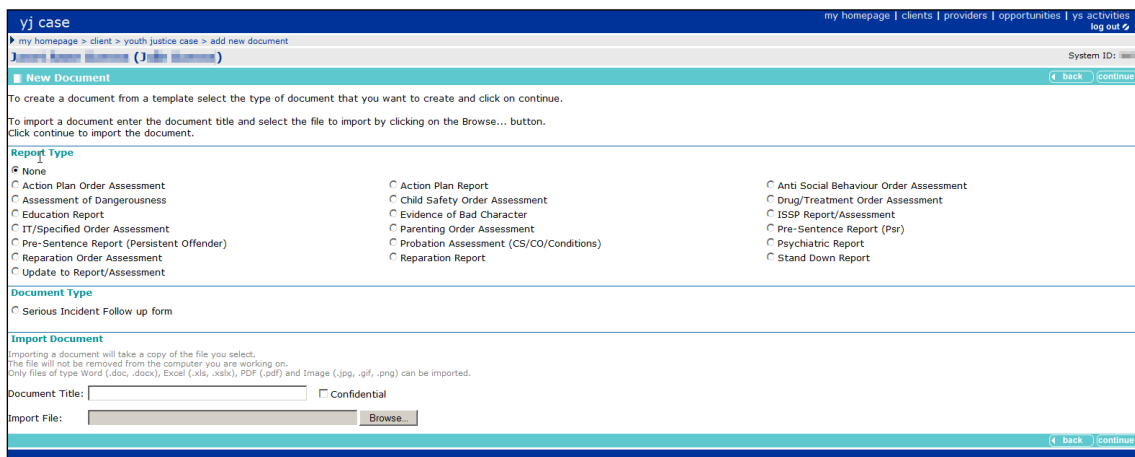 yj case
my homepage | clients | providers | opportunities | ys activities
log out
my homepage > client > youth justice case > add new document
System ID:
New Document
back continue
To create a document from a template select the type of document that you want to create and click on continue.
To import a document enter the document title and select the file to import by clicking on the Browse... button.
Click continue to import the document.
Report Type
None
Action Plan Order Assessment Action Plan Report Anti Social Behaviour Order Assessment
Assessment of Dangerousness Child Safety Order Assessment Drug/Treatment Order Assessment
Education Report Evidence of Bad Character ISSP Report/Assessment
IT/Specified Order Assessment Parenting Order Assessment Pre-Sentence Report (Psr)
Pre-Sentence Report (Persistent Offender) Probation Assessment (CS/CO/Conditions) Psychiatric Report
Reparation Order Assessment Reparation Report Stand Down Report
Update to Report/Assessment
Document Type
Serious Incident Follow up form
Import Document
Importing a document will take a copy of the file you select.
The file will not be removed from the computer you are working on.
Only files of type Word (.doc, .docx), Excel (.xls, .xslx), PDF (.pdf) and Image (.jpg, .gif, .png) can be imported.
Document Title: Confidential
Import File: Browse...
back continue